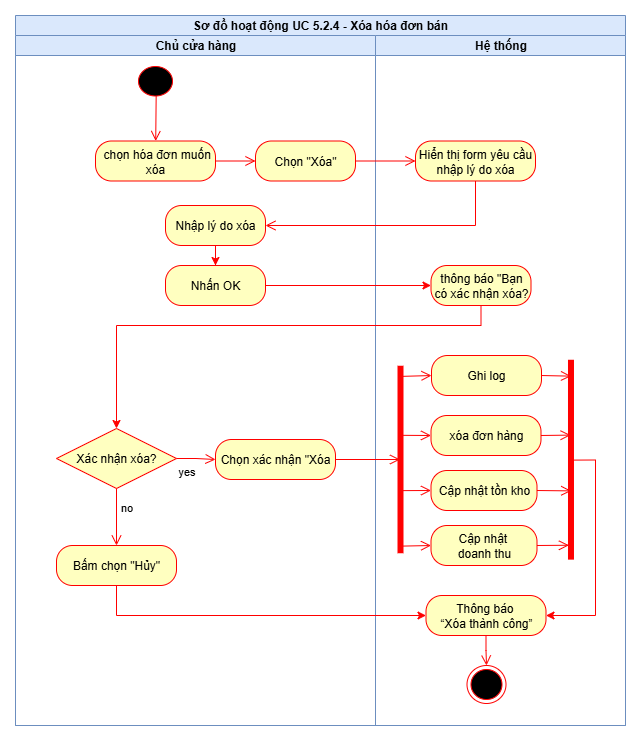 Sơ đồ hoạt động UC 5.2.4 - Xóa hóa đơn bán
Chủ cửa hàng
Hệ thống
chọn hóa đơn muốn
xóa
Chọn "Xóa"
Hiển thị form yêu cầu
nhập lý do xóa
Nhập lý do xóa
Nhấn OK
thông báo "Bạn
có xác nhận xóa?
Xác nhận xóa?
yes
Chọn xác nhận "Xóa
no
Bấm chọn "Hủy"
Ghi log
xóa đơn hàng
Cập nhật tồn kho
Cập nhật
doanh thu
Thông báo
“Xóa thành công”